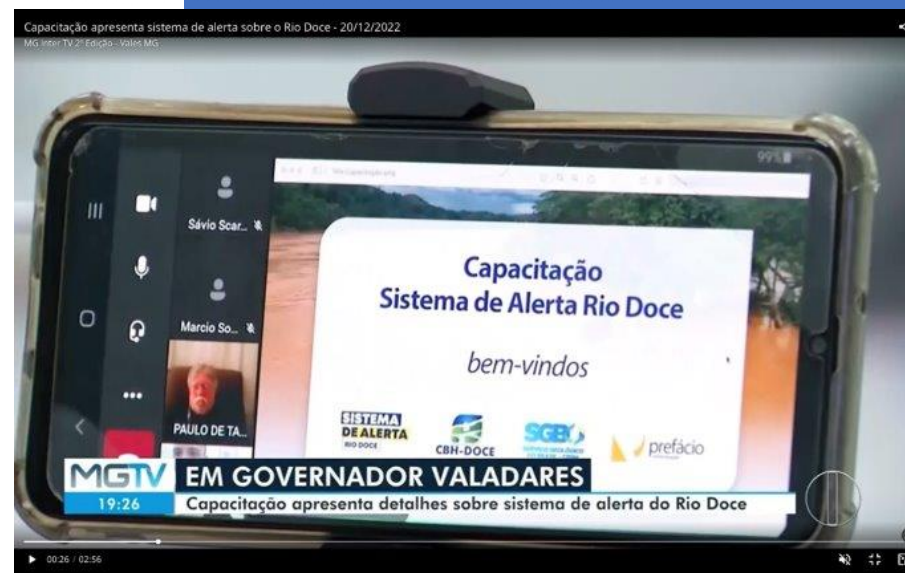 Capacitação apresenta sistema de alerta sobre o Rio Doce - 20/12/2022
MG Inter TV 2ª Edição - Vales MG
99%
Sávio Scar...
Marcio So...
PAULO DE TA...
Capacitação
Sistema de Alerta Rio Doce
bem-vindos
SISTEMA
DE ALERTA
RIO DOCE
CBH-DOCE
SGB
prefácio
MGTV
19:26
EM GOVERNADOR VALADARES
Capacitação apresenta detalhes sobre sistema de alerta do Rio Doce
00:26 / 02:56